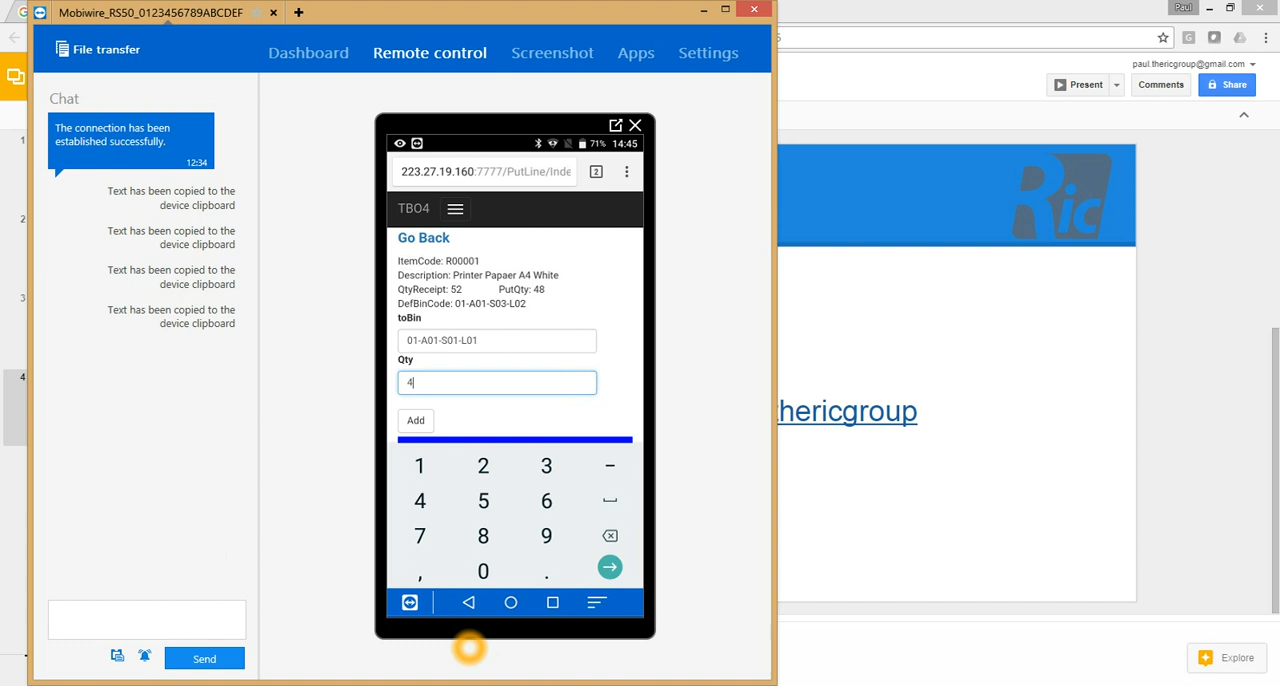 Mobiwire_RS50_0123456789ABCDEF
File transfer
Dashboard Remote control Screenshot Apps Settings
Chat
The connection has been
established successfully.
12:34
Text has been copied to the
device clipboard
Text has been copied to the
device clipboard
Text has been copied to the
device clipboard
Text has been copied to the
device clipboard
Send
71% 14:45
223.27.19.160:7777/PutLine/Inde
2
TBO4
Go Back
ItemCode: R00001
Description: Printer Papaer A4 White
QtyReceipt: 52 PutQty: 48
DefBinCode: 01-A01-S03-L02
toBin
01-A01-S01-L01
Qty
4
Add
1 2 3 -
4 5 6
7 8 9
, 0 .
Paul
paul.thericgroup@gmail.com
Present Comments Share
Ric
thericgroup
1
2
3
4
Explore